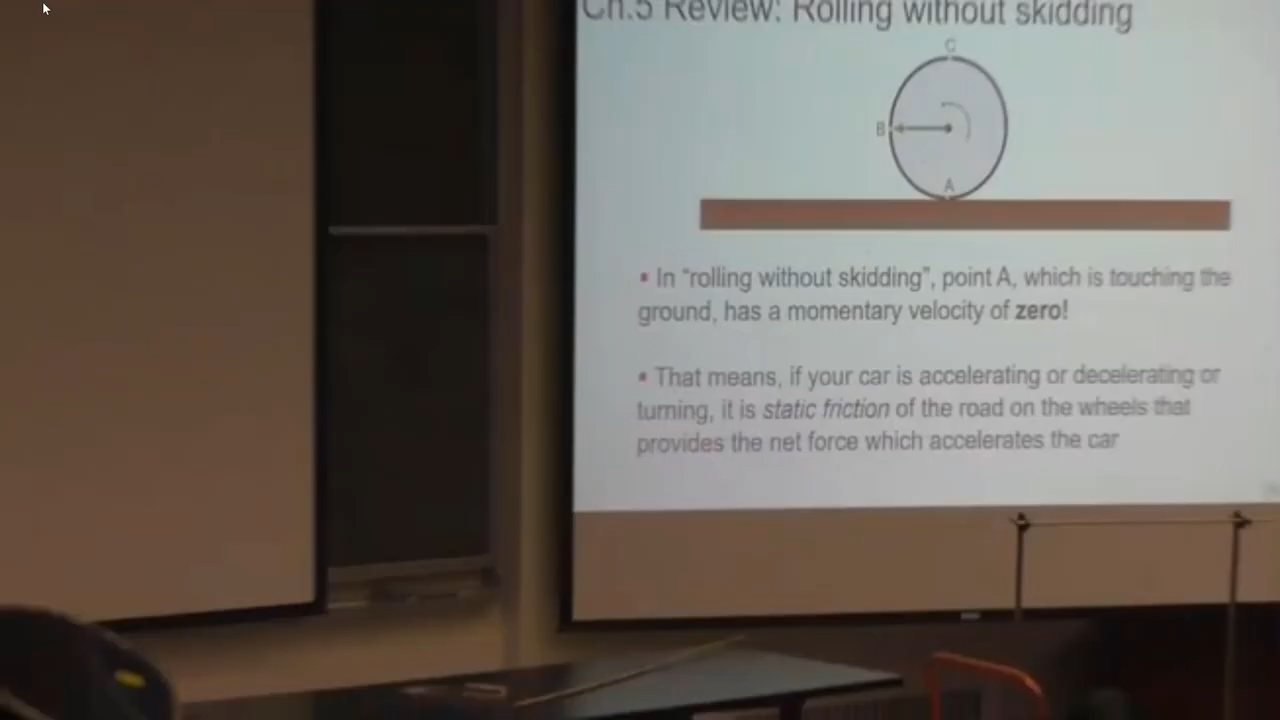 Ch.5 Review: Rolling without skidding
C
B
A
▪ In “rolling without skidding”, point A, which is touching the
ground, has a momentary velocity of zero!
▪ That means, if your car is accelerating or decelerating or
turning, it is static friction of the road on the wheels that
provides the net force which accelerates the car